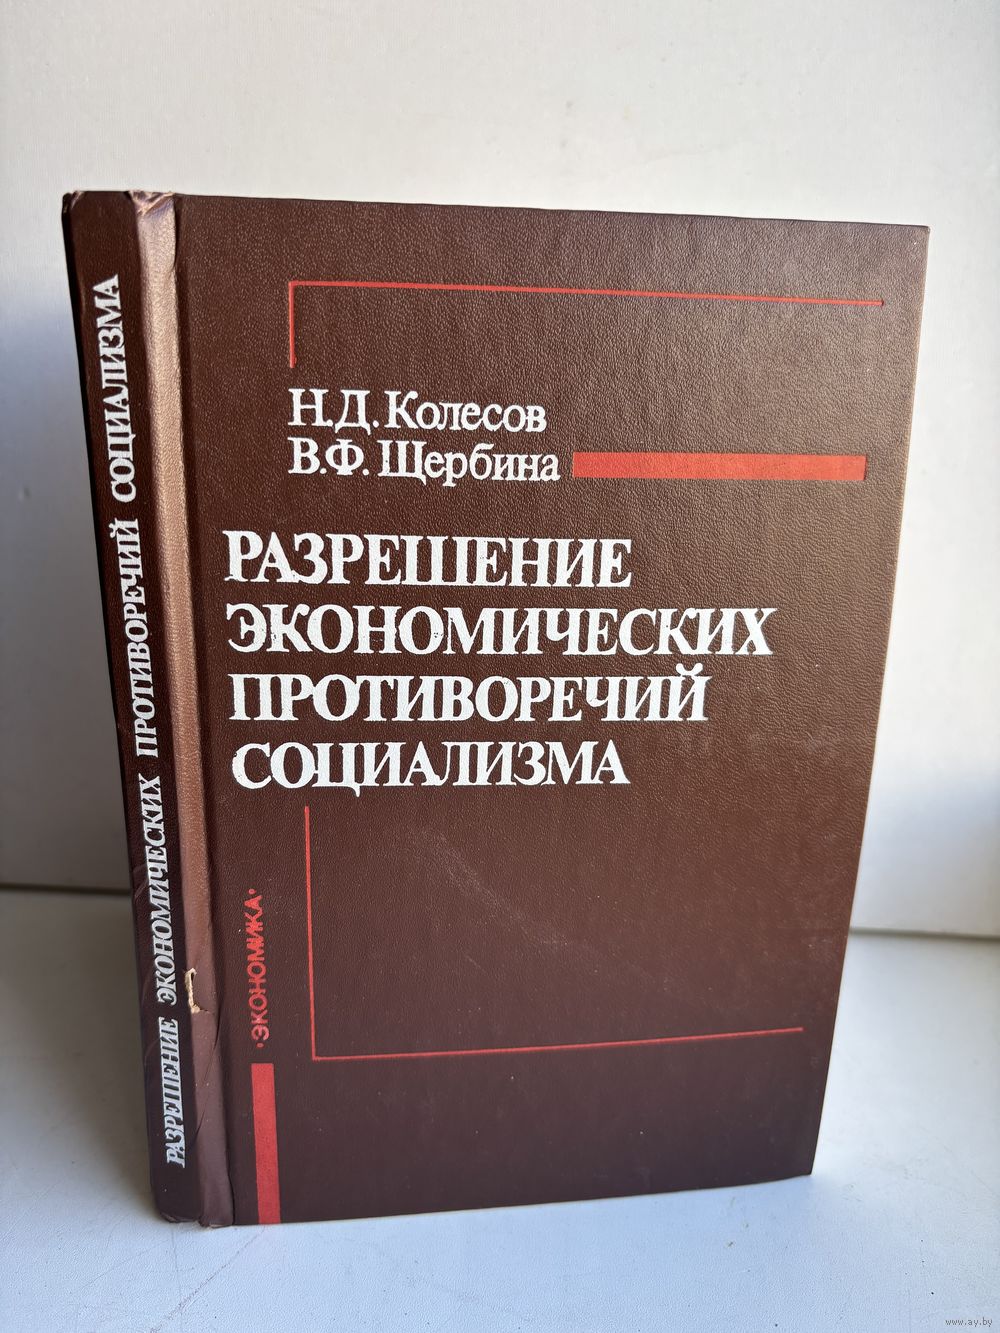 РАЗРЕШЕНИЕ ЭКОНОМИЧЕСКИХ ПРОТИВОРЕЧИЙ СОЦИАЛИЗМА
Н.Д. Колесов
В.Ф. Щербина
РАЗРЕШЕНИЕ
ЭКОНОМИЧЕСКИХ
ПРОТИВОРЕЧИЙ
СОЦИАЛИЗМА
•ЭКОНОМИКА•
www.ay.by